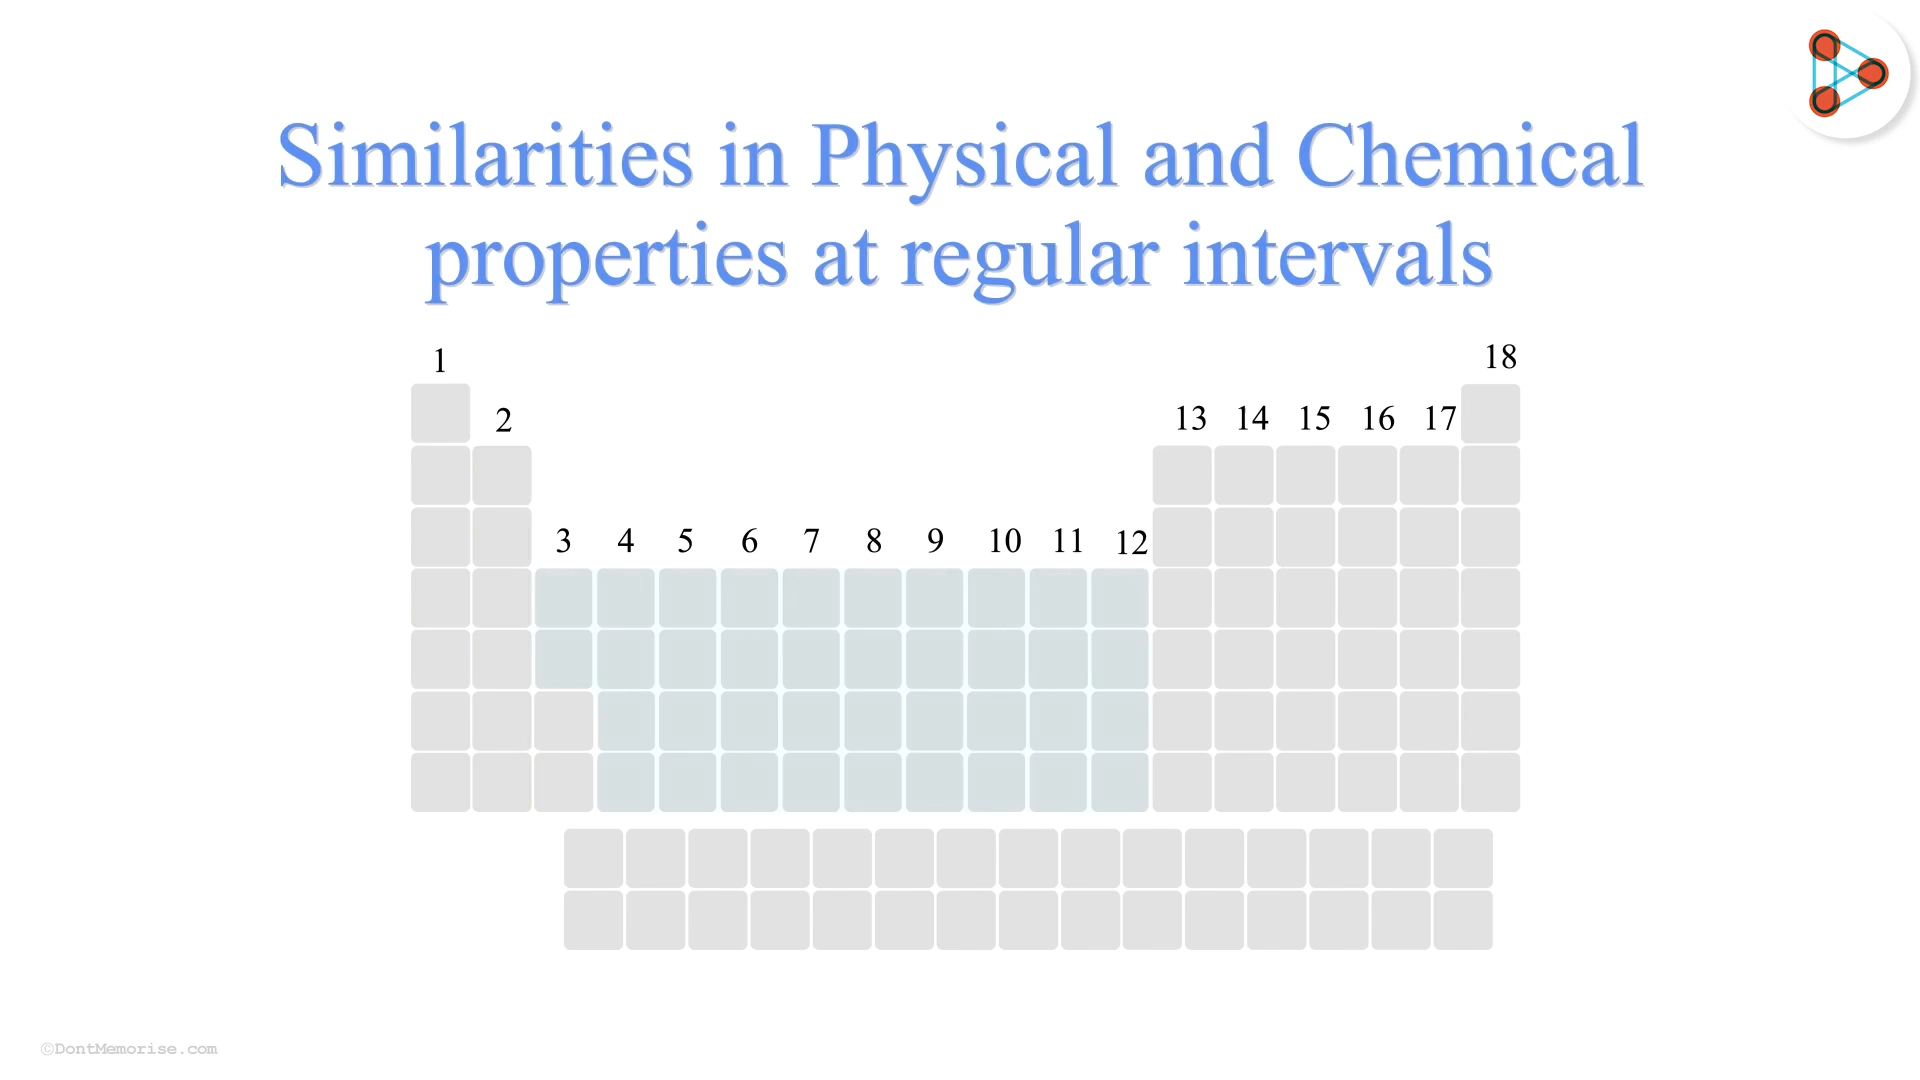 Similarities in Physical and Chemical
properties at regular intervals
1
18
2
13 14 15 16 17
3 4 5 6 7 8 9 10 11 12
©DontMemorise.com